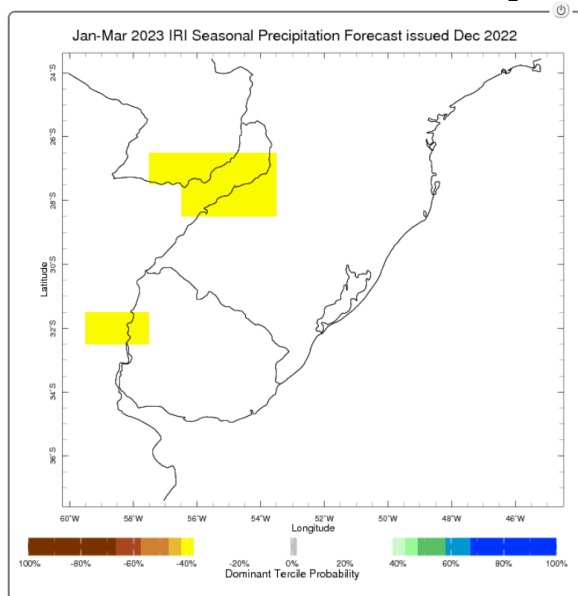 Jan-Mar 2023 IRI Seasonal Precipitation Forecast issued Dec 2022
24°S
26°S
28°S
30°S
32°S
34°S
36°S
Latitude
60°W 58°W 56°W 54°W 52°W 50°W 48°W 46°W
Longitude
100% -80% -60% -40% -20% 0% 20% 40% 60% 80% 100%
Dominant Tercile Probability